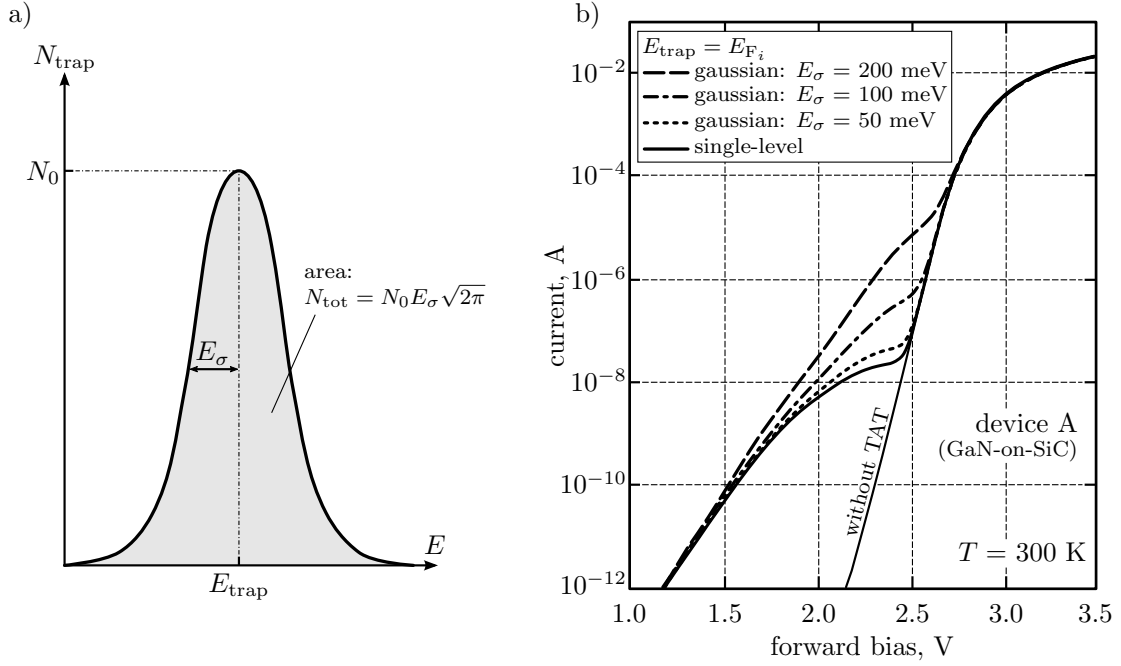 a)
N_trap
N_0
area:
N_tot = N_0 E_σ √2π
E_σ
E
E_trap
b)
E_trap = E_F_i
gaussian: E_σ = 200 meV
gaussian: E_σ = 100 meV
gaussian: E_σ = 50 meV
single-level
10^−2
10^−4
10^−6
10^−8
10^−10
10^−12
current, A
without TAT
device A
(GaN-on-SiC)
T = 300 K
1.0 1.5 2.0 2.5 3.0 3.5
forward bias, V